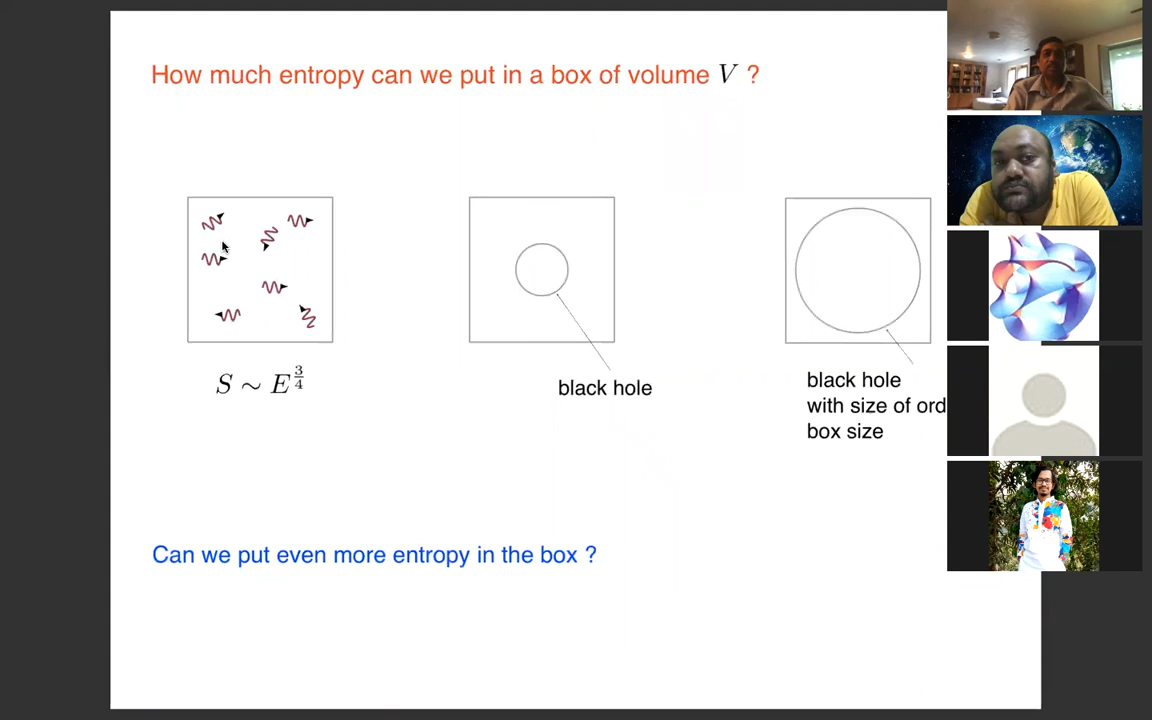 How much entropy can we put in a box of volume V ?
S ∼ E^{3/4}
black hole
black hole
with size of ord
box size
Can we put even more entropy in the box ?